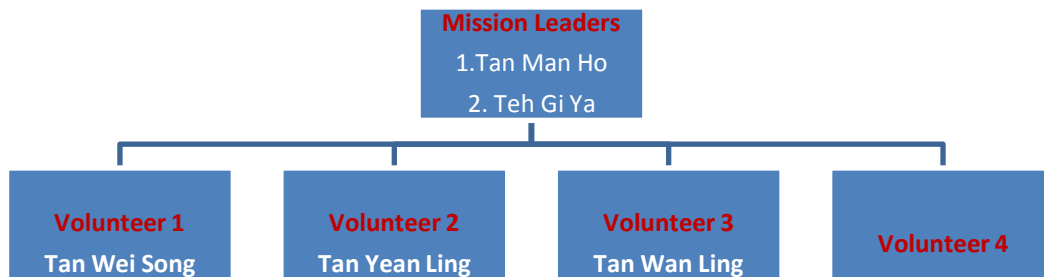 Mission Leaders
1.Tan Man Ho
2. Teh Gi Ya
Volunteer 1
Tan Wei Song
Volunteer 2
Tan Yean Ling
Volunteer 3
Tan Wan Ling
Volunteer 4